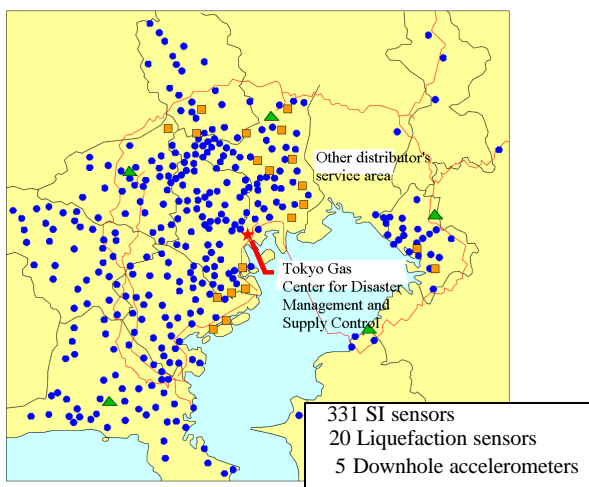 Other distributor's
service area
Tokyo Gas
Center for Disaster
Management and
Supply Control
331 SI sensors
20 Liquefaction sensors
5 Downhole accelerometers